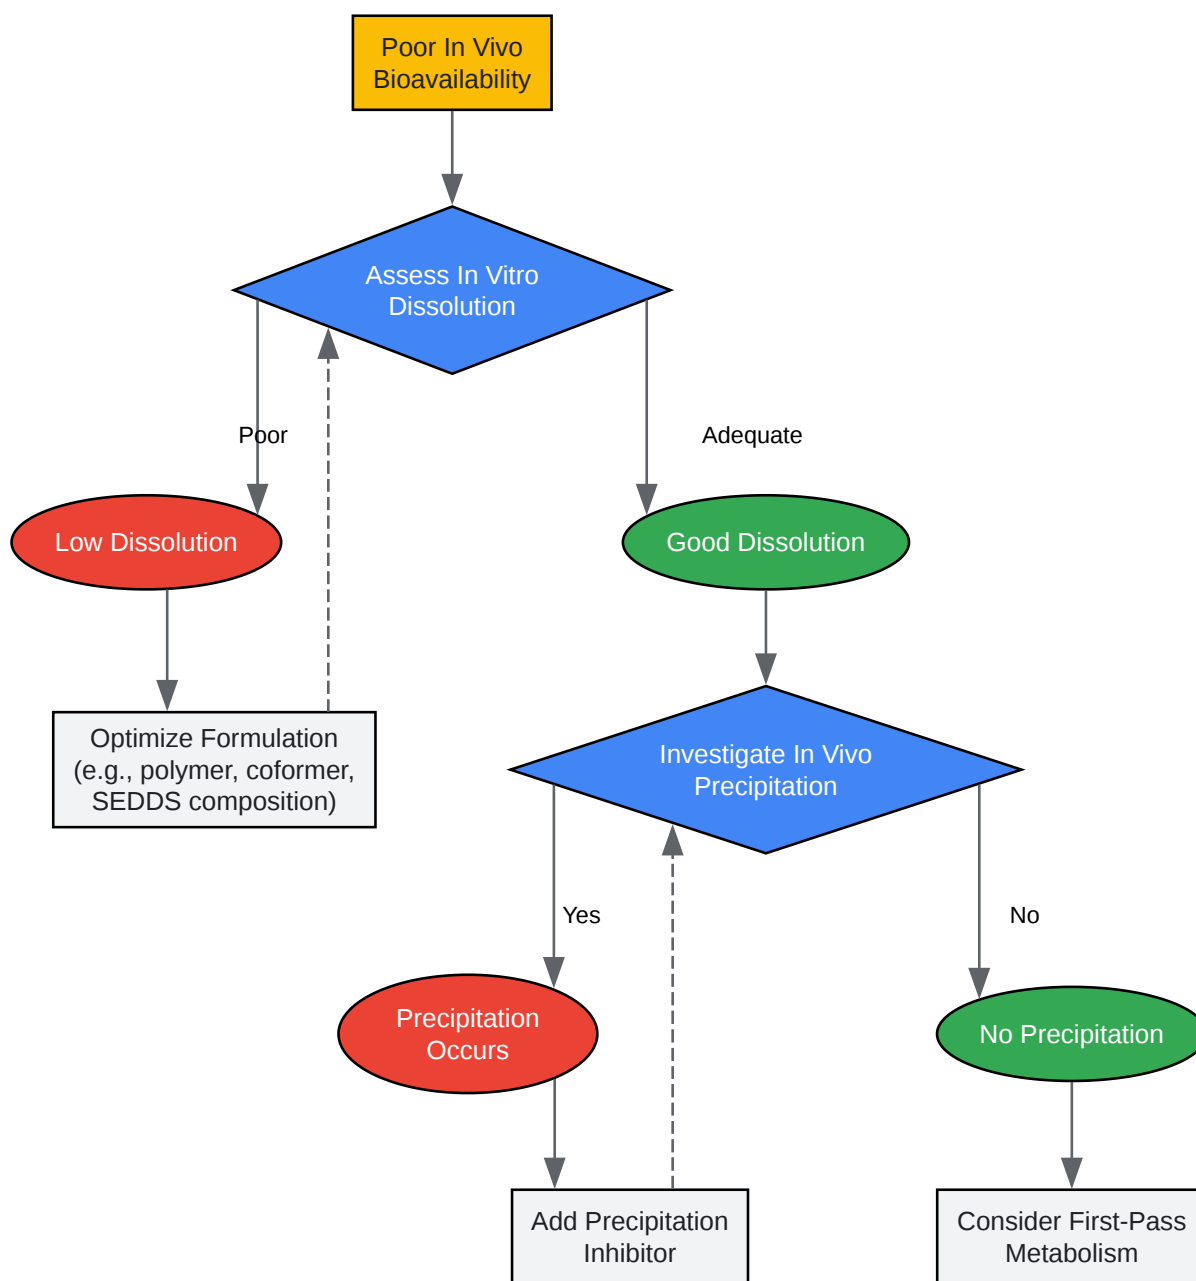 Poor In Vivo
Bioavailability
Assess In Vitro
Dissolution
Poor
Adequate
Low Dissolution
Good Dissolution
Optimize Formulation
(e.g., polymer, coformer,
SEDDS composition)
Investigate In Vivo
Precipitation
Yes
No
Precipitation
Occurs
No Precipitation
Add Precipitation
Inhibitor
Consider First-Pass
Metabolism